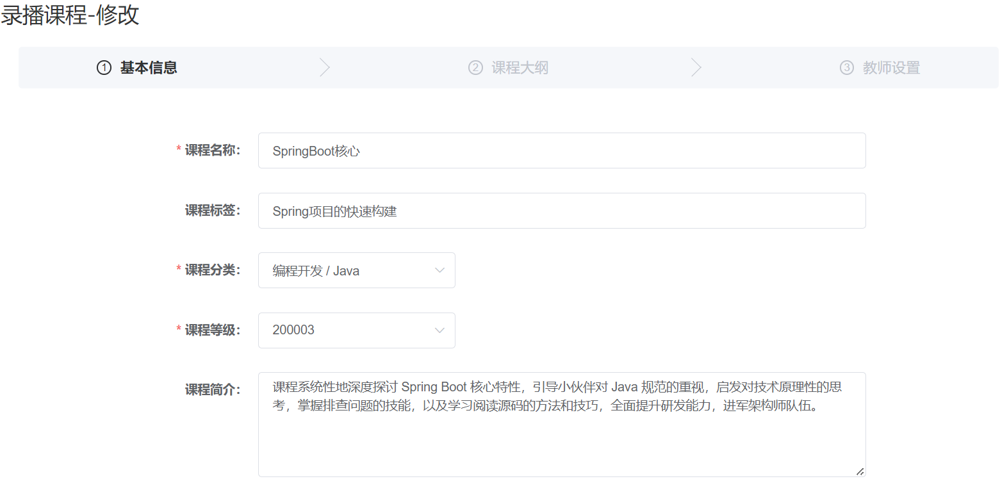 录播课程-修改
① 基本信息
② 课程大纲
③ 教师设置
* 课程名称：
SpringBoot核心
课程标签：
Spring项目的快速构建
* 课程分类：
编程开发 / Java
* 课程等级：
200003
课程简介：
课程系统性地深度探讨 Spring Boot 核心特性，引导小伙伴对 Java 规范的重视，启发对技术原理性的思
考，掌握排查问题的技能，以及学习阅读源码的方法和技巧，全面提升研发能力，进军架构师队伍。